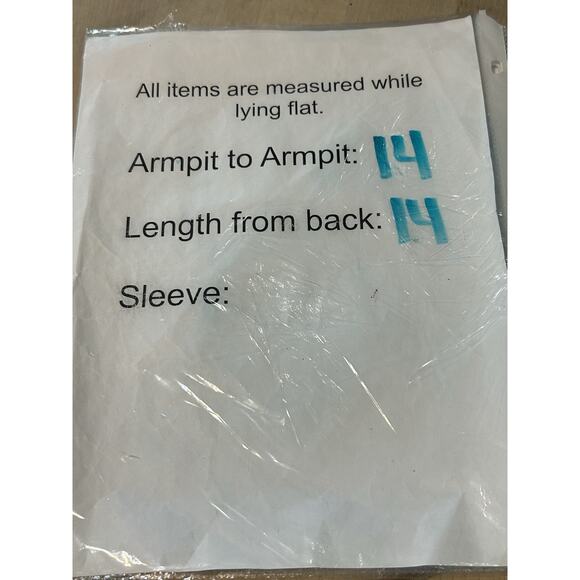 All items are measured while
lying flat.
Armpit to Armpit: 14
Length from back: 14
Sleeve: